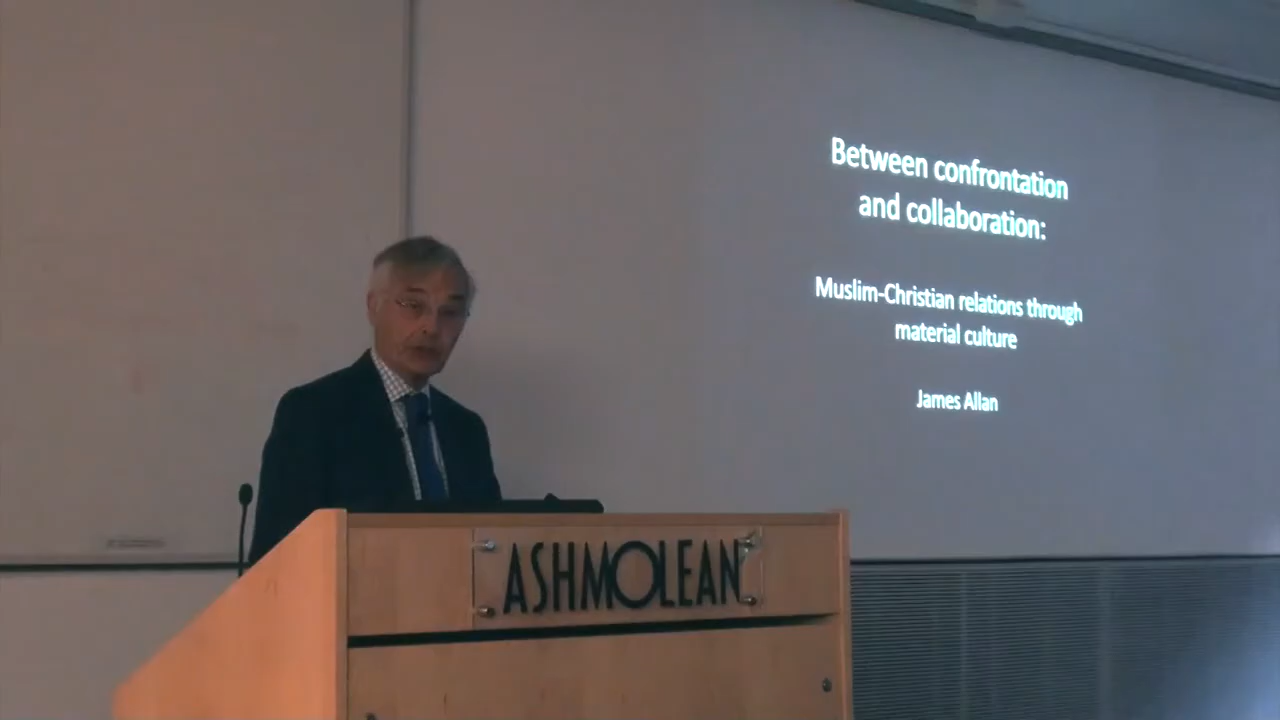 Between confrontation
and collaboration:
Muslim-Christian relations through
material culture
James Allan
ASHMOLEAN